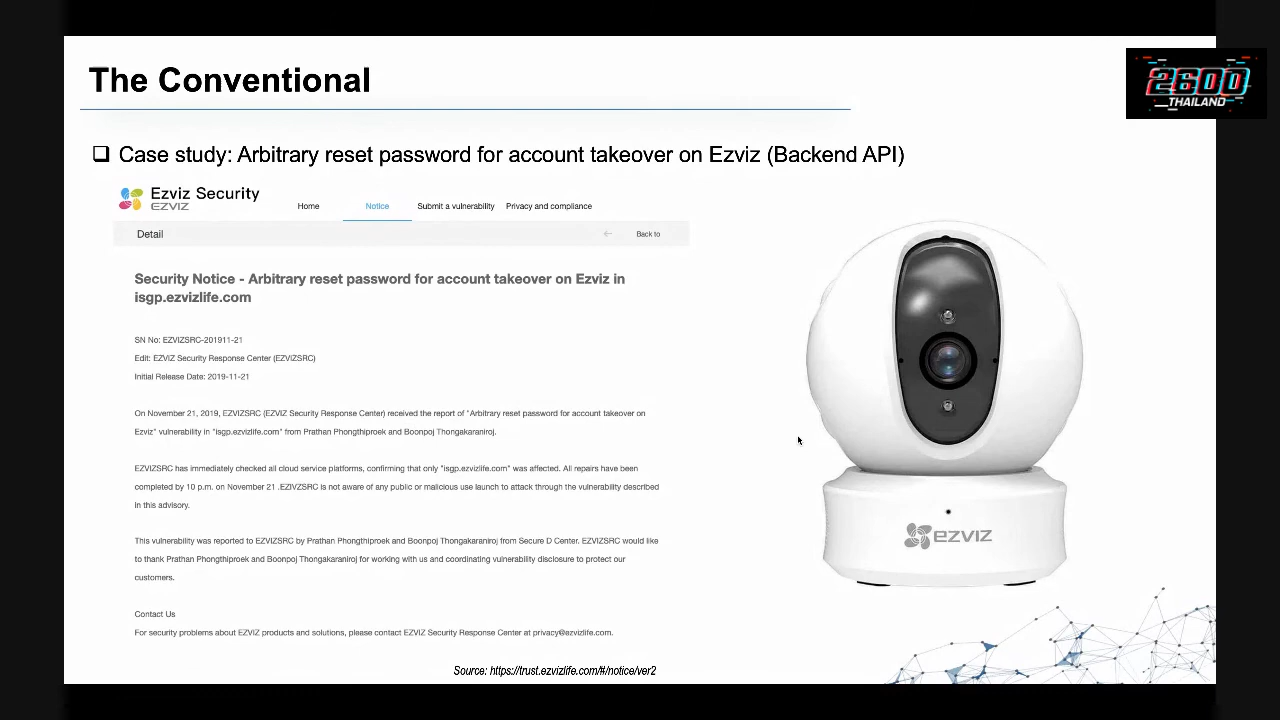 The Conventional
2600
THAILAND
Case study: Arbitrary reset password for account takeover on Ezviz (Backend API)
Ezviz Security
EZVIZ
Home Notice Submit a vulnerability Privacy and compliance
Detail ← Back to
Security Notice - Arbitrary reset password for account takeover on Ezviz in
isgp.ezvizlife.com
SN No: EZVIZSRC-201911-21
Edit: EZVIZ Security Response Center (EZVIZSRC)
Initial Release Date: 2019-11-21
On November 21, 2019, EZVIZSRC (EZVIZ Security Response Center) received the report of "Arbitrary reset password for account takeover on
Ezviz" vulnerability in "isgp.ezvizlife.com" from Prathan Phongthiproek and Boonpoj Thongakaraniroj.
EZVIZSRC has immediately checked all cloud service platforms, confirming that only "isgp.ezvizlife.com" was affected. All repairs have been
completed by 10 p.m. on November 21 .EZIVZSRC is not aware of any public or malicious use launch to attack through the vulnerability described
in this advisory.
This vulnerability was reported to EZVIZSRC by Prathan Phongthiproek and Boonpoj Thongakaraniroj from Secure D Center. EZVIZSRC would like
to thank Prathan Phongthiproek and Boonpoj Thongakaraniroj for working with us and coordinating vulnerability disclosure to protect our
customers.
Contact Us
For security problems about EZVIZ products and solutions, please contact EZVIZ Security Response Center at privacy@ezvizlife.com.
ezviz
Source: https://trust.ezvizlife.com/#/notice/ver2